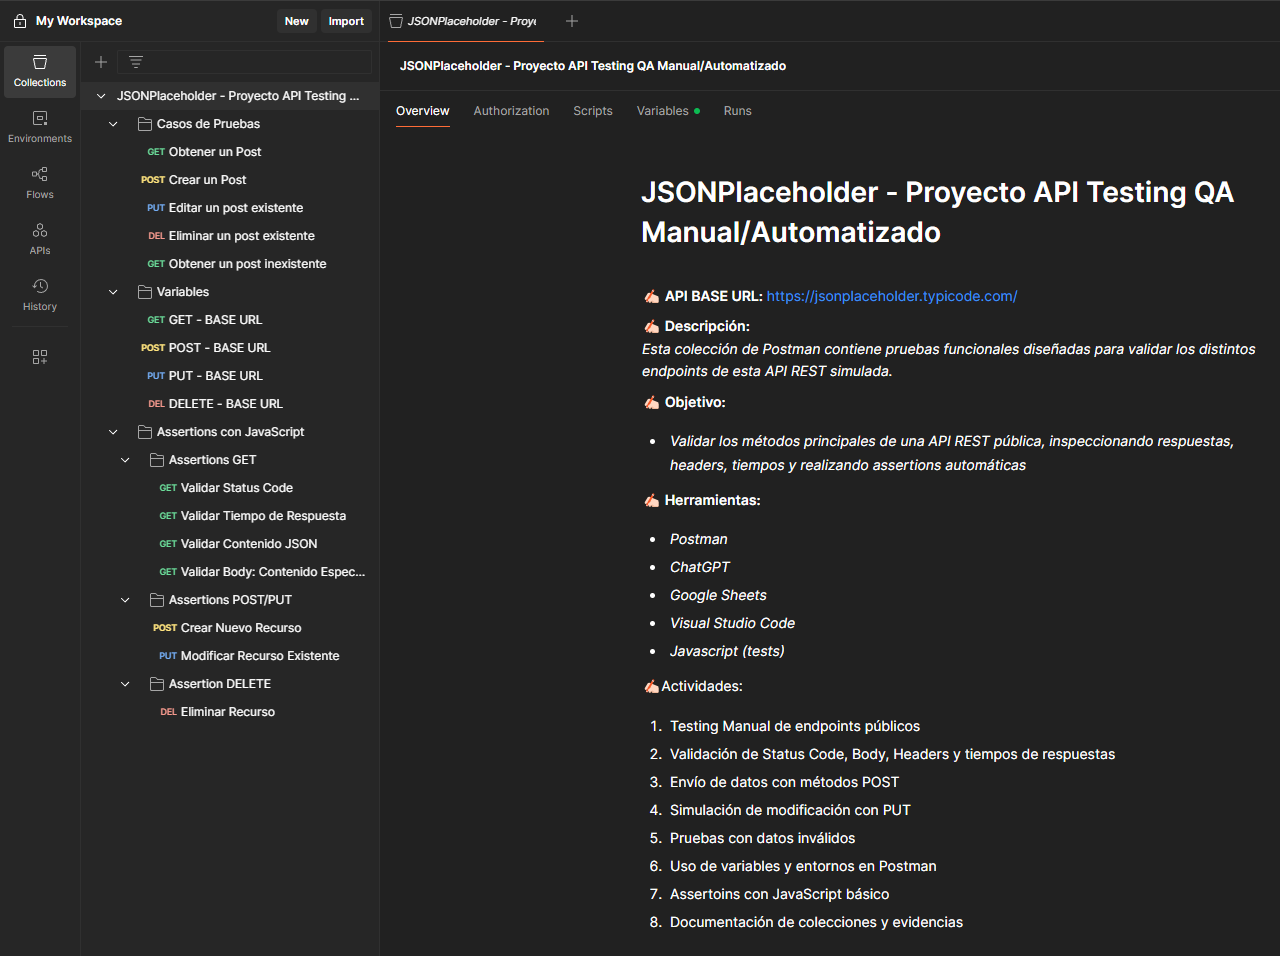 My Workspace
New
Import
JSONPlaceholder - Proye
Collections
Environments
Flows
APIs
History
JSONPlaceholder - Proyecto API Testing ...
Casos de Pruebas
GET Obtener un Post
POST Crear un Post
PUT Editar un post existente
DEL Eliminar un post existente
GET Obtener un post inexistente
Variables
GET GET - BASE URL
POST POST - BASE URL
PUT PUT - BASE URL
DEL DELETE - BASE URL
Assertions con JavaScript
Assertions GET
GET Validar Status Code
GET Validar Tiempo de Respuesta
GET Validar Contenido JSON
GET Validar Body: Contenido Espec...
Assertions POST/PUT
POST Crear Nuevo Recurso
PUT Modificar Recurso Existente
Assertion DELETE
DEL Eliminar Recurso
JSONPlaceholder - Proyecto API Testing QA Manual/Automatizado
Overview
Authorization
Scripts
Variables
Runs
JSONPlaceholder - Proyecto API Testing QA
Manual/Automatizado
✍🏻 API BASE URL: https://jsonplaceholder.typicode.com/
✍🏻 Descripción:
Esta colección de Postman contiene pruebas funcionales diseñadas para validar los distintos
endpoints de esta API REST simulada.
✍🏻 Objetivo:
• Validar los métodos principales de una API REST pública, inspeccionando respuestas,
headers, tiempos y realizando assertions automáticas
✍🏻 Herramientas:
• Postman
• ChatGPT
• Google Sheets
• Visual Studio Code
• Javascript (tests)
✍🏻Actividades:
1. Testing Manual de endpoints públicos
2. Validación de Status Code, Body, Headers y tiempos de respuestas
3. Envío de datos con métodos POST
4. Simulación de modificación con PUT
5. Pruebas con datos inválidos
6. Uso de variables y entornos en Postman
7. Assertoins con JavaScript básico
8. Documentación de colecciones y evidencias